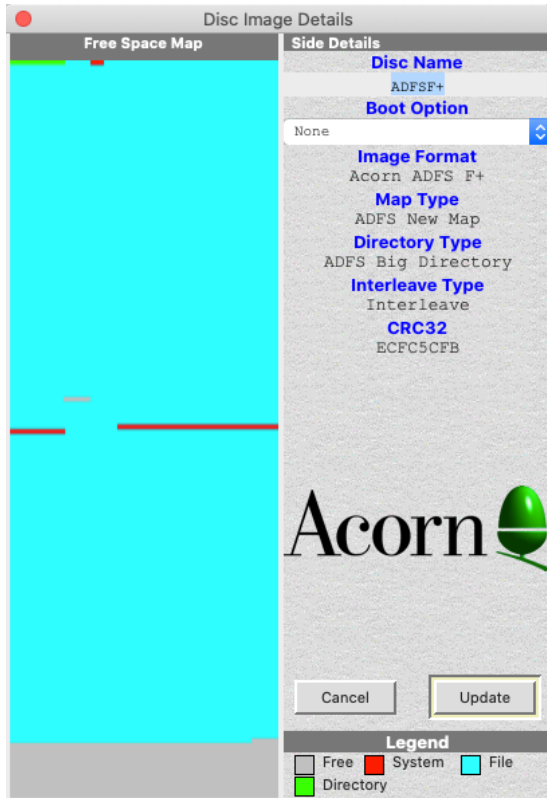 Disc Image Details
Free Space Map
Side Details
Disc Name
ADFSF+
Boot Option
None
Image Format
Acorn ADFS F+
Map Type
ADFS New Map
Directory Type
ADFS Big Directory
Interleave Type
Interleave
CRC32
ECFC5CFB
Acorn
Cancel Update
Legend
Free System File
Directory